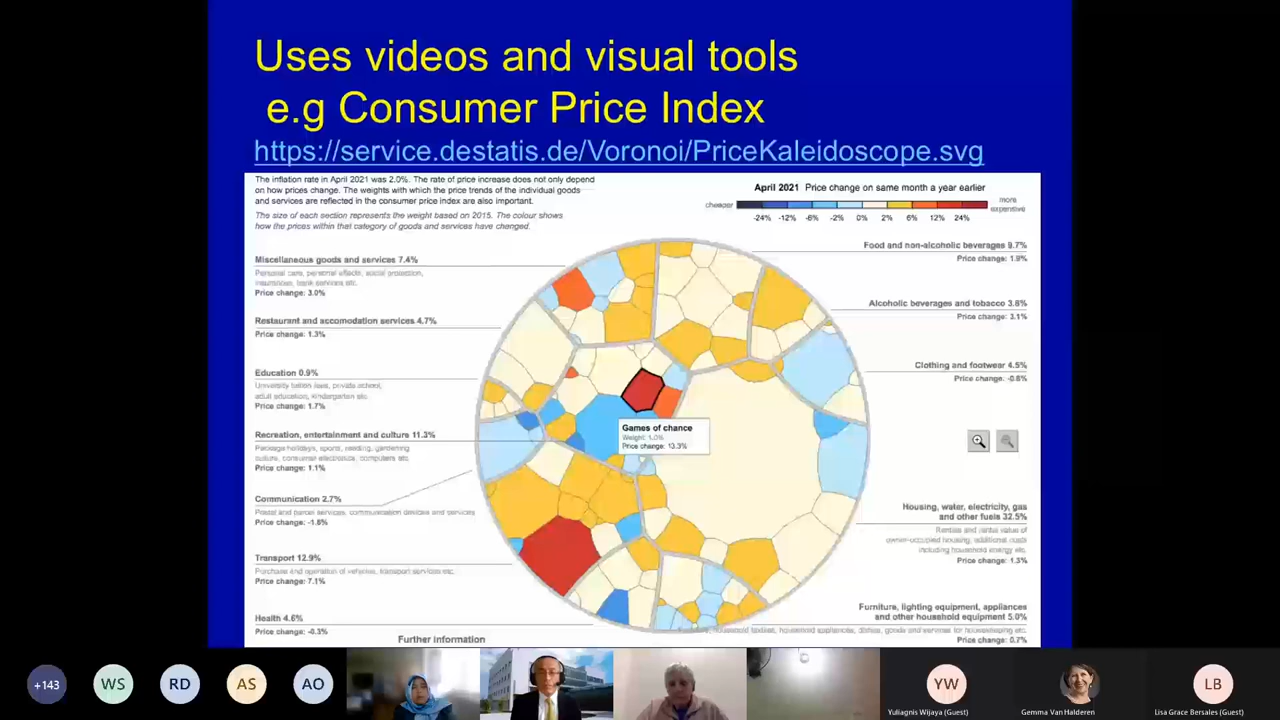 Uses videos and visual tools
e.g Consumer Price Index
https://service.destatis.de/Voronoi/PriceKaleidoscope.svg
The inflation rate in April 2021 was 2.0%. The rate of price increase does not only depend
on how prices change. The weights with which the price trends of the individual goods
and services are reflected in the consumer price index are also important.
The size of each section represents the weight based on 2015. The colour shows
how the prices within that category of goods and services have changed.
April 2021 Price change on same month a year earlier
cheaper
more
expensive
-24% -12% -6% -2% 0% 2% 6% 12% 24%
Miscellaneous goods and services 7.4%
Personal care, personal effects, social protection,
insurances, bank services etc.
Price change: 3.0%
Restaurant and accomodation services 4.7%
Price change: 1.3%
Education 0.9%
University tuition fees, private school,
adult education, kindergarten etc.
Price change: 1.7%
Recreation, entertainment and culture 11.3%
Package holidays, sports, reading, gardening
culture, consumer electronics, computers etc.
Price change: 1.1%
Communication 2.7%
Postal and parcel services, communication devices and services
Price change: -1.6%
Transport 12.9%
Purchase and operation of vehicles, transport services etc.
Price change: 7.1%
Health 4.6%
Price change: -0.3%
Further information
Games of chance
Weight: 1.0%
Price change: 13.3%
Food and non-alcoholic beverages 9.7%
Price change: 1.9%
Alcoholic beverages and tobacco 3.8%
Price change: 3.1%
Clothing and footwear 4.5%
Price change: -0.6%
Housing, water, electricity, gas
and other fuels 32.5%
Rentals and rental value of
owner-occupied housing, additional costs
including household energy etc.
Price change: 1.3%
Furniture, lighting equipment, appliances
and other household equipment 5.0%
household textiles, household appliances, dishes, goods and services for housekeeping etc.
Price change: 0.7%
+143
WS
RD
AS
AO
YW
Yuliagnis Wijaya (Guest)
Gemma Van Halderen
LB
Lisa Grace Bersales (Guest)